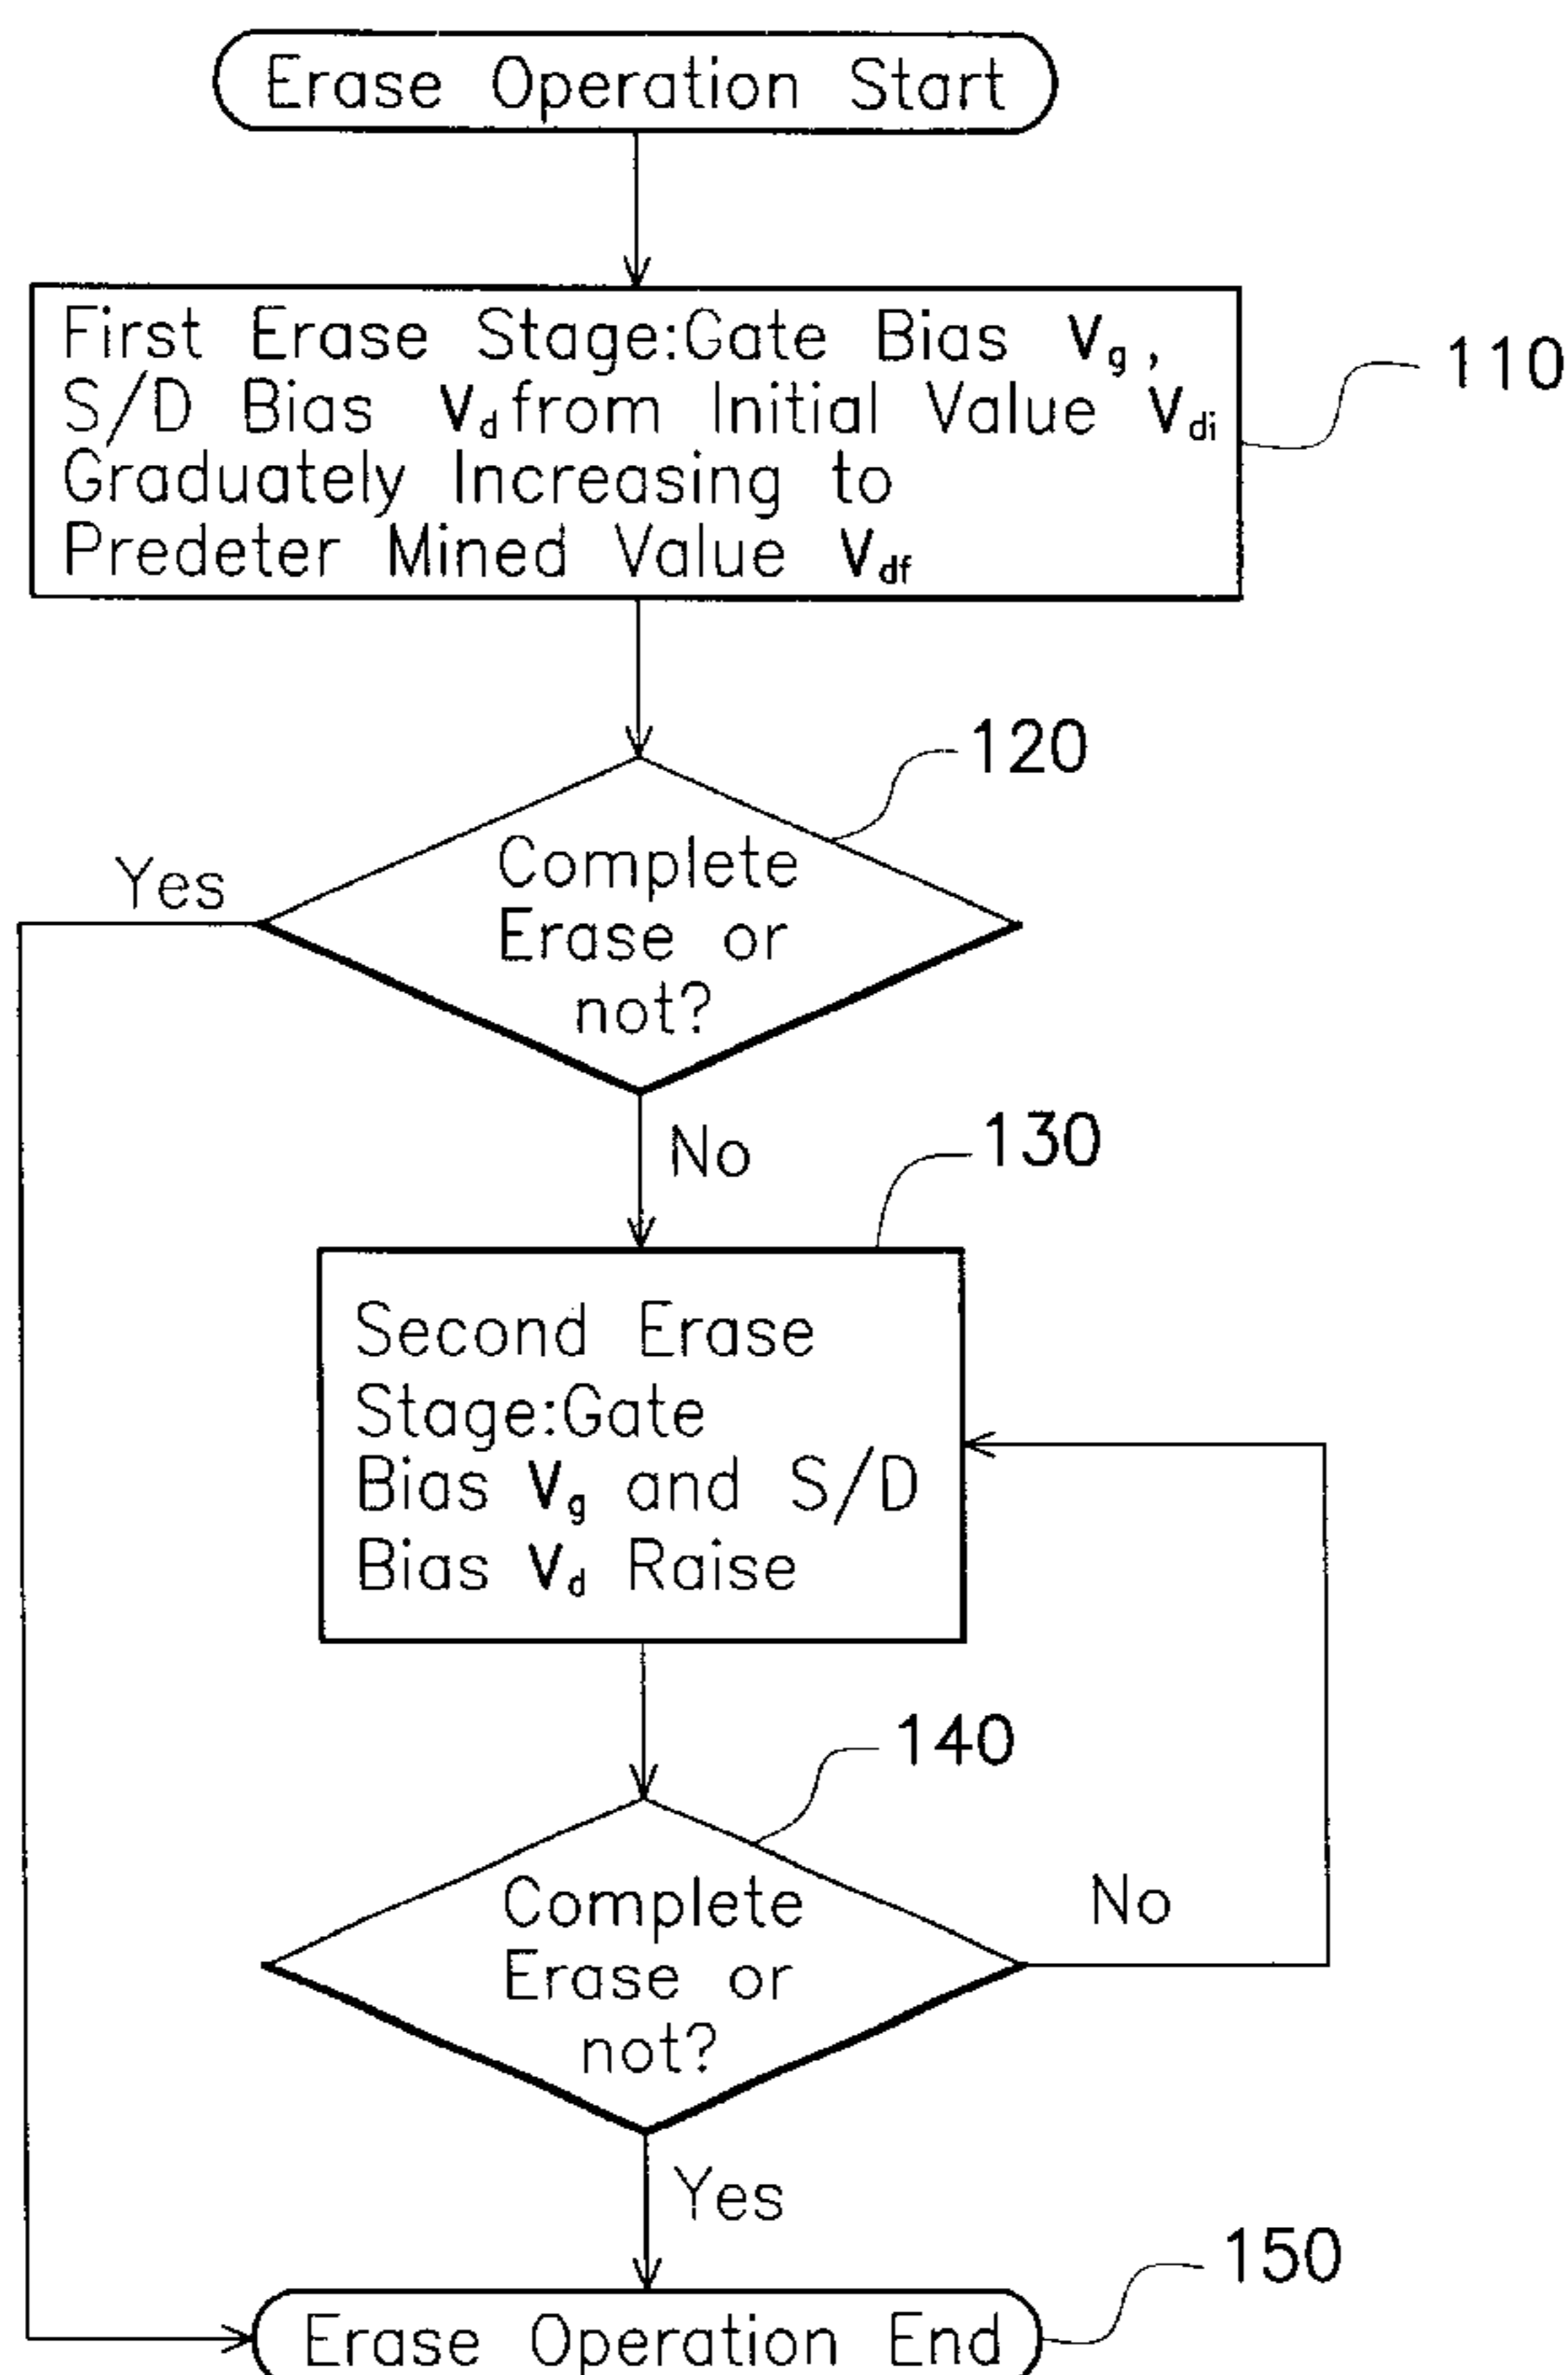 Erase Operation Start
First Erase Stage:Gate Bias Vg,
S/D Bias Vd from Initial Value Vdi
Graduately Increasing to
Predeter Mined Value Vdf
110
120
Complete
Erase or
not?
Yes
No
130
Second Erase
Stage:Gate
Bias Vg and S/D
Bias Vd Raise
140
Complete
Erase or
not?
No
Yes
150
Erase Operation End